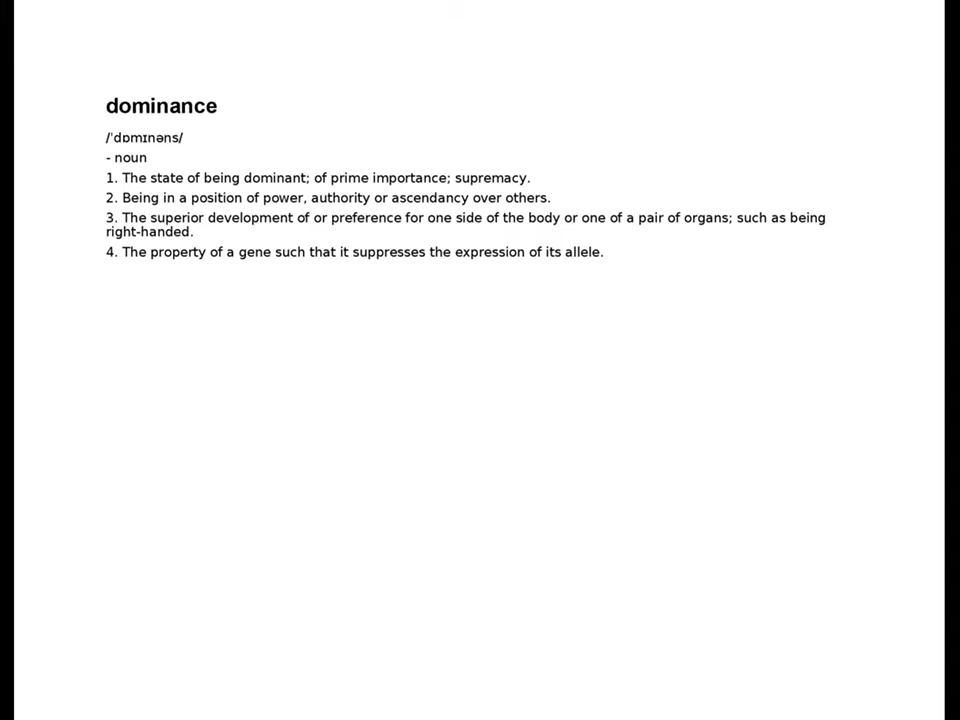 dominance
/ˈdɒmɪnəns/
- noun
1. The state of being dominant; of prime importance; supremacy.
2. Being in a position of power, authority or ascendancy over others.
3. The superior development of or preference for one side of the body or one of a pair of organs; such as being
right-handed.
4. The property of a gene such that it suppresses the expression of its allele.